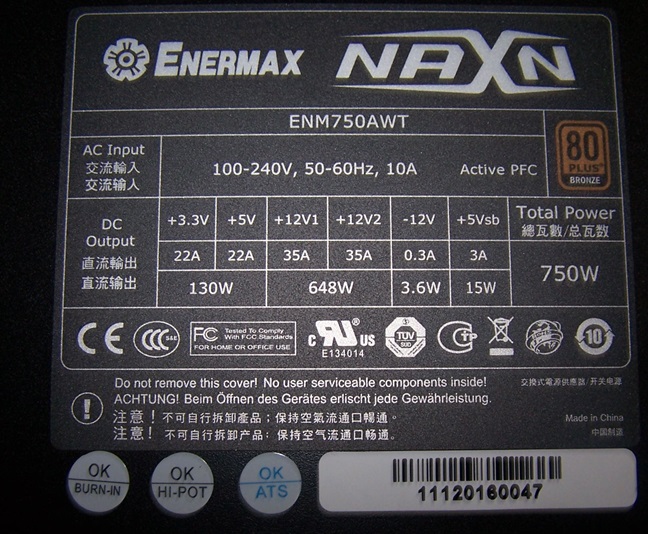 ENERMAX NAXN
ENM750AWT
AC Input
交流輸入
交流输入
100-240V, 50-60Hz, 10A
Active PFC
80
PLUS
BRONZE
DC
Output
直流輸出
直流输出
+3.3V +5V +12V1 +12V2 -12V +5Vsb
22A 22A 35A 35A 0.3A 3A
130W 648W 3.6W 15W
Total Power
總瓦數/总瓦数
750W
CE
CCC S&E
FC Tested To Comply
With FCC Standards
FOR HOME OR OFFICE USE
c RU US
E134014
TÜV
SÜD
10
Do not remove this cover! No user serviceable components inside!
ACHTUNG! Beim Öffnen des Gerätes erlischt jede Gewährleistung.
注意！不可自行拆卸產品；保持空氣流通口暢通。
注意！不可自行拆卸产品：保持空气流通口畅通。
交換式電源供應器/开关电源
Made in China
中国制造
OK
BURN-IN
OK
HI-POT
OK
ATS
11120160047